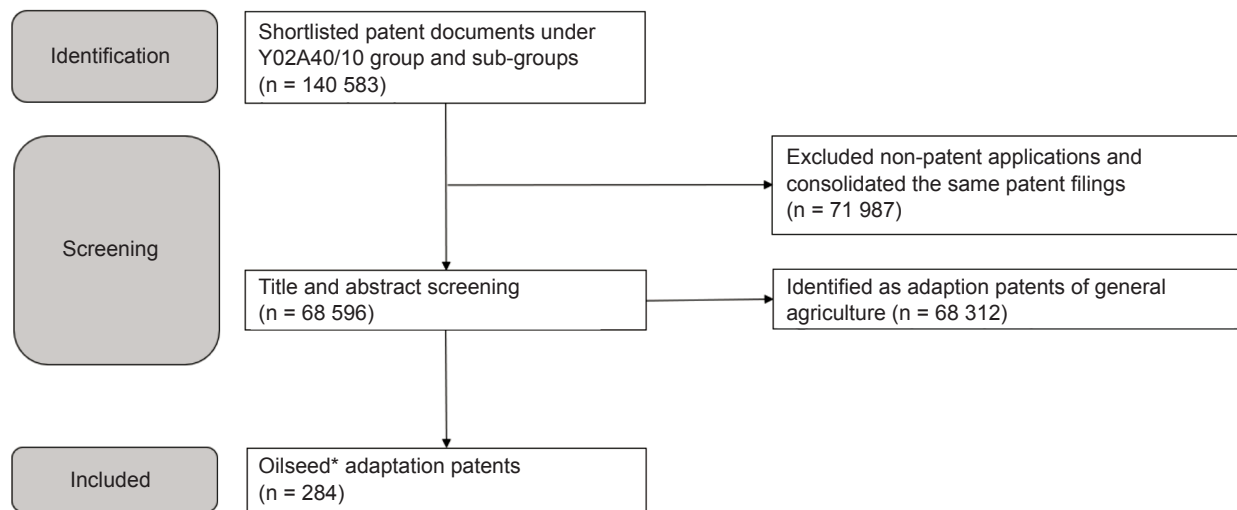 Identification
Shortlisted patent documents under
Y02A40/10 group and sub-groups
(n = 140 583)
Excluded non-patent applications and
consolidated the same patent filings
(n = 71 987)
Screening
Title and abstract screening
(n = 68 596)
Identified as adaption patents of general
agriculture (n = 68 312)
Included
Oilseed* adaptation patents
(n = 284)